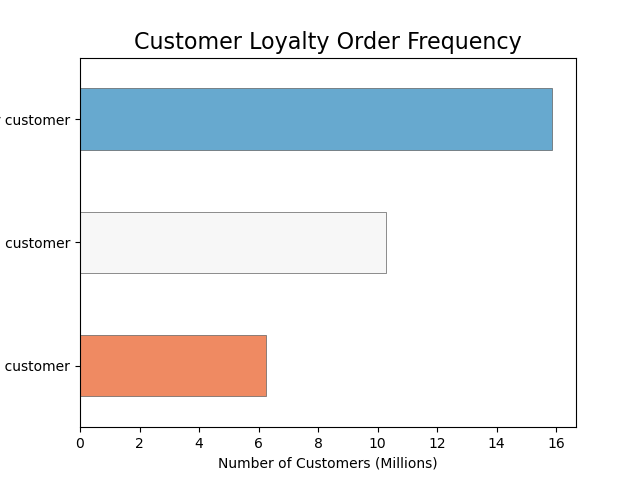 Customer Loyalty Order Frequency
customer
customer
customer
0 2 4 6 8 10 12 14 16
Number of Customers (Millions)